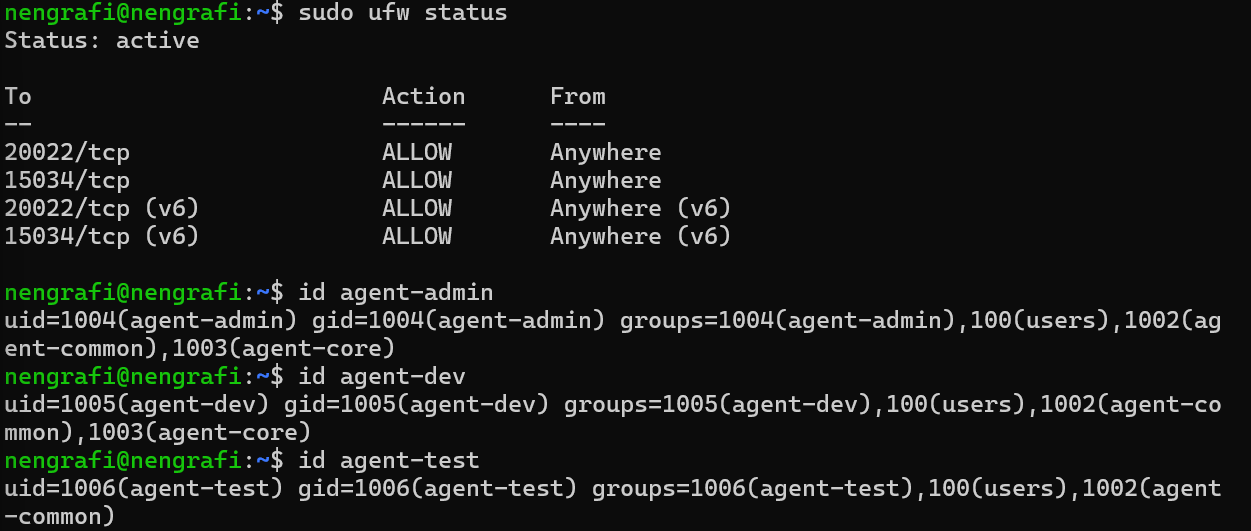 nengrafi@nengrafi:~$ sudo ufw status
Status: active
To                         Action      From
--                         ------      ----
20022/tcp                  ALLOW       Anywhere
15034/tcp                  ALLOW       Anywhere
20022/tcp (v6)             ALLOW       Anywhere (v6)
15034/tcp (v6)             ALLOW       Anywhere (v6)
nengrafi@nengrafi:~$ id agent-admin
uid=1004(agent-admin) gid=1004(agent-admin) groups=1004(agent-admin),100(users),1002(ag
ent-common),1003(agent-core)
nengrafi@nengrafi:~$ id agent-dev
uid=1005(agent-dev) gid=1005(agent-dev) groups=1005(agent-dev),100(users),1002(agent-co
mmon),1003(agent-core)
nengrafi@nengrafi:~$ id agent-test
uid=1006(agent-test) gid=1006(agent-test) groups=1006(agent-test),100(users),1002(agent
-common)